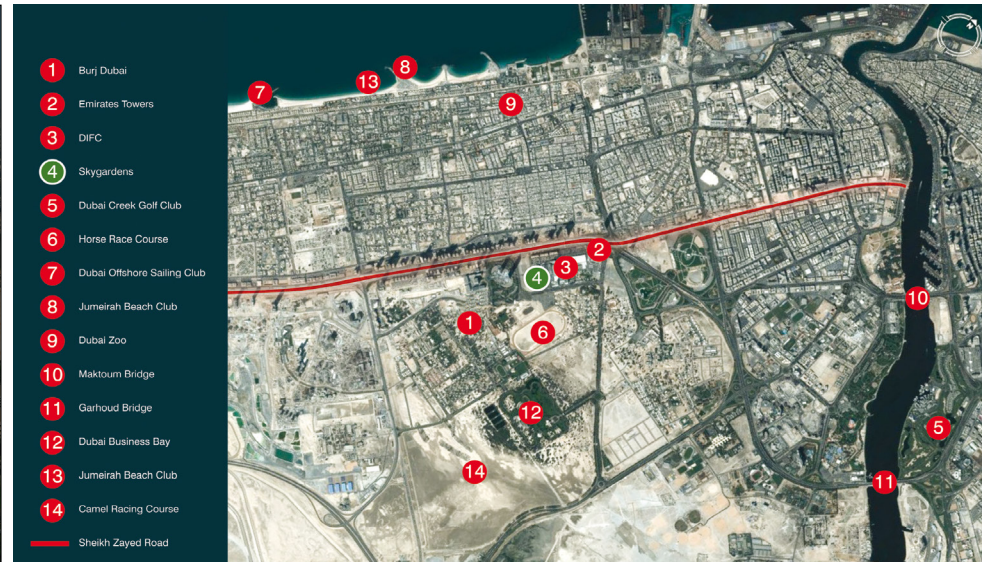 1 Burj Dubai
2 Emirates Towers
3 DIFC
4 Skygardens
5 Dubai Creek Golf Club
6 Horse Race Course
7 Dubai Offshore Sailing Club
8 Jumeirah Beach Club
9 Dubai Zoo
10 Maktoum Bridge
11 Garhoud Bridge
12 Dubai Business Bay
13 Jumeirah Beach Club
14 Camel Racing Course
Sheikh Zayed Road
N
8
13
7
9
2
3
4
10
1
6
12
5
14
11